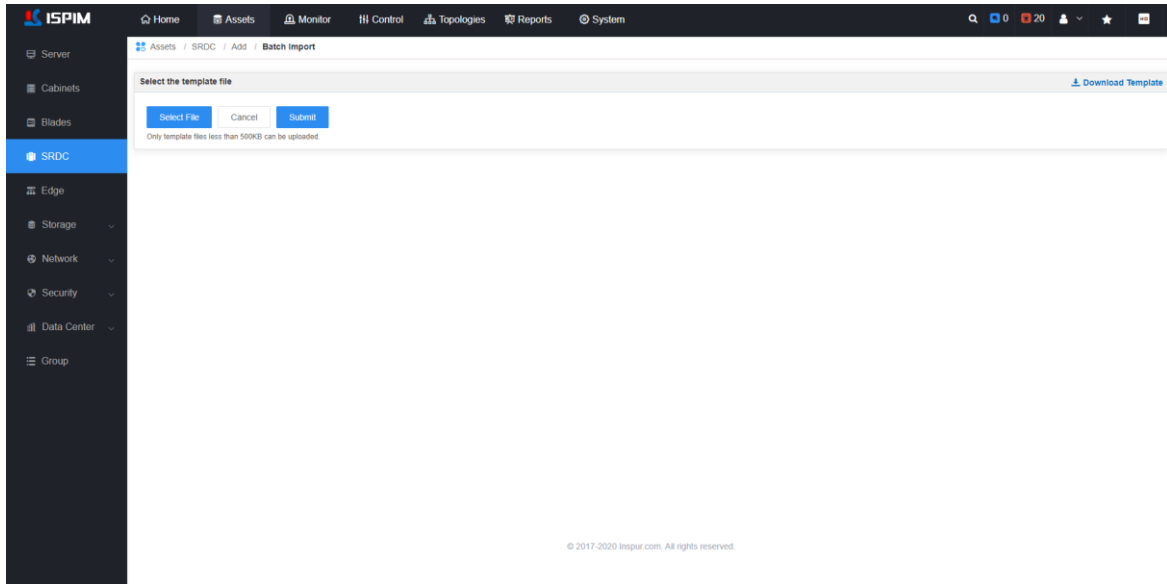 ISPIM Home Assets Monitor Control Topologies Reports System 0 20
Assets / SRDC / Add / Batch Import
Select the template file Download Template
Select File Cancel Submit
Only template files less than 500KB can be uploaded.
Server
Cabinets
Blades
SRDC
Edge
Storage
Network
Security
Data Center
Group
© 2017-2020 Inspur.com. All rights reserved.